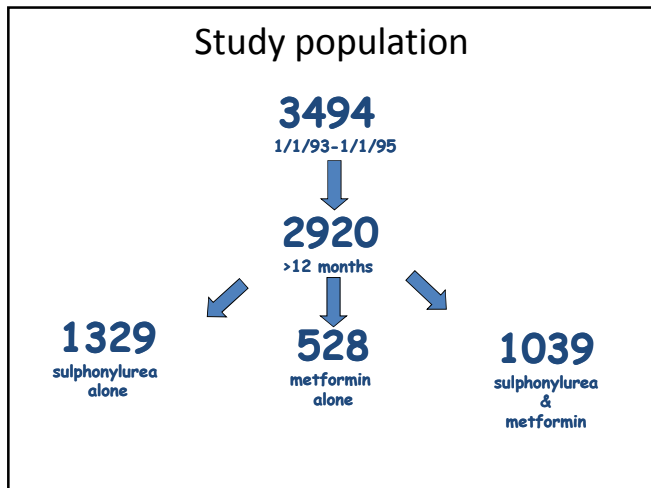 Study population
3494
1/1/93-1/1/95
2920
>12 months
1329
sulphonylurea
alone
528
metformin
alone
1039
sulphonylurea
&
metformin